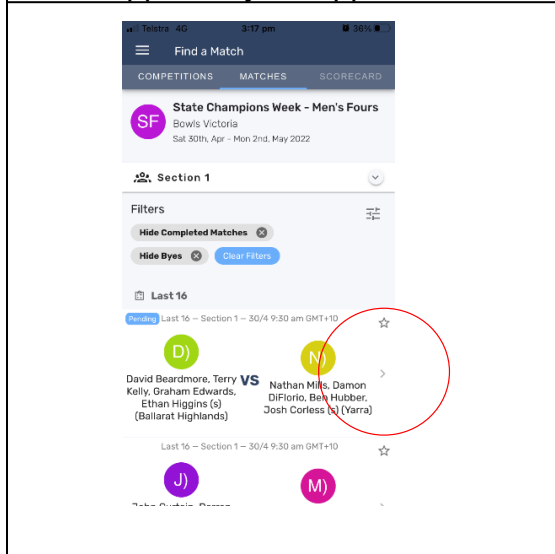 Telstra 4G 3:17 pm 36%
Find a Match
COMPETITIONS MATCHES SCORECARD
SF
State Champions Week - Men's Fours
Bowls Victoria
Sat 30th, Apr - Mon 2nd, May 2022
Section 1
Filters
Hide Completed Matches
Hide Byes Clear Filters
Last 16
Pending Last 16 – Section 1 – 30/4 9:30 am GMT+10
D) N)
VS
David Beardmore, Terry
Kelly, Graham Edwards,
Ethan Higgins (s)
(Ballarat Highlands)
Nathan Mills, Damon
DiFlorio, Ben Hubber,
Josh Corless (s) (Yarra)
Last 16 – Section 1 – 30/4 9:30 am GMT+10
J) M)